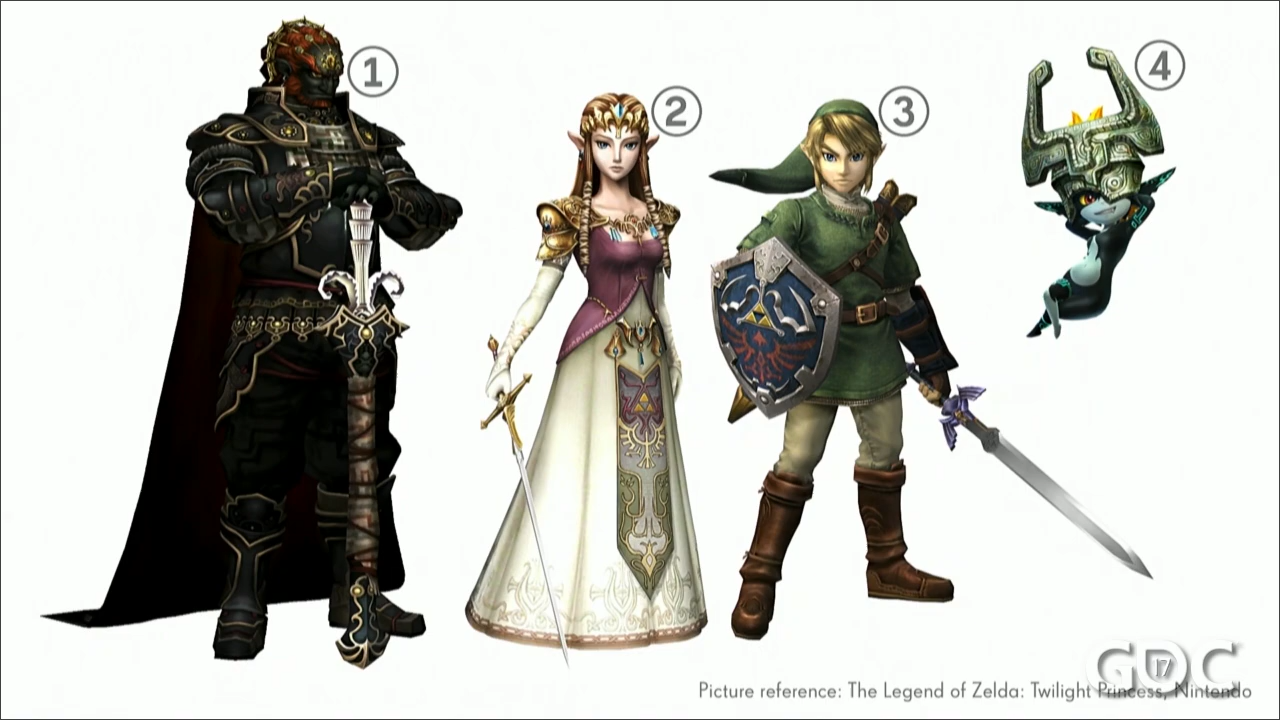 1
2
3
4
Picture reference: The Legend of Zelda: Twilight Princess, Nintendo
GDC 17